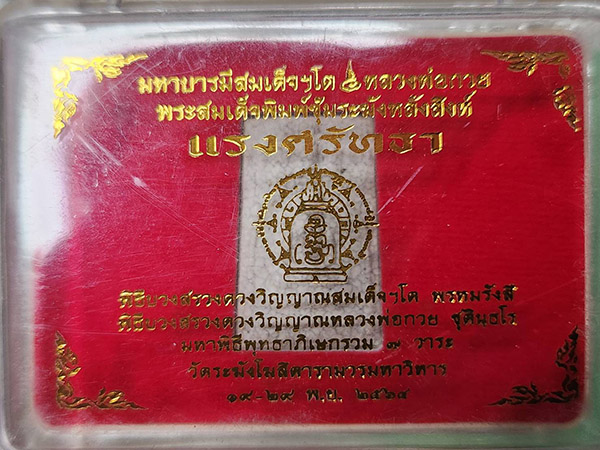 มหาบารมีสมเด็จฯโต ๕ หลวงพ่อกวย
พระสมเด็จพิมพ์ซุ้มระฆังหลังสิงห์
แรงศรัทธา
พิธีบวงสรวงดวงวิญญาณสมเด็จฯโต พรหมรังสี
พิธีบวงสรวงดวงวิญญาณหลวงพ่อกวย ชุตินฺธโร
มหาพิธีพุทธาภิเษกรวม ๗ วาระ
วัดระฆังโฆสิตารามวรมหาวิหาร
๑๙-๒๙ พ.ย. ๒๕๖๔